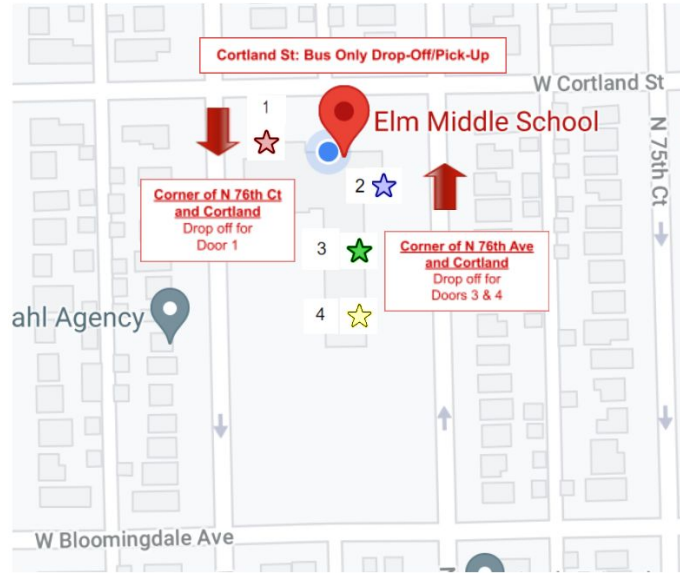 Cortland St: Bus Only Drop-Off/Pick-Up
W Cortland St
1
Elm Middle School
N 75th Ct
2
Corner of N 76th Ct
and Cortland
Drop off for
Door 1
3
Corner of N 76th Ave
and Cortland
Drop off for
Doors 3 & 4
ahl Agency
4
W Bloomingdale Ave